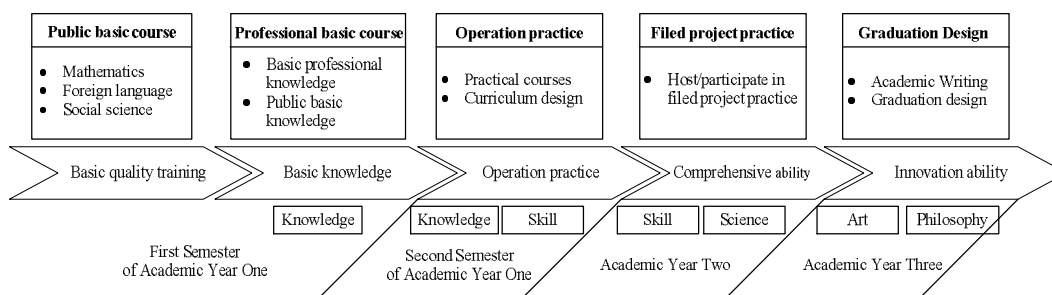 Public basic course
Mathematics
Foreign language
Social science
Professional basic course
Basic professional
knowledge
Public basic
knowledge
Operation practice
Practical courses
Curriculum design
Filed project practice
Host/participate in
filed project practice
Graduation Design
Academic Writing
Graduation design
Basic quality training
Basic knowledge
Operation practice
Comprehensive ability
Innovation ability
Knowledge
Knowledge
Skill
Skill
Science
Art
Philosophy
First Semester
of Academic Year One
Second Semester
of Academic Year One
Academic Year Two
Academic Year Three